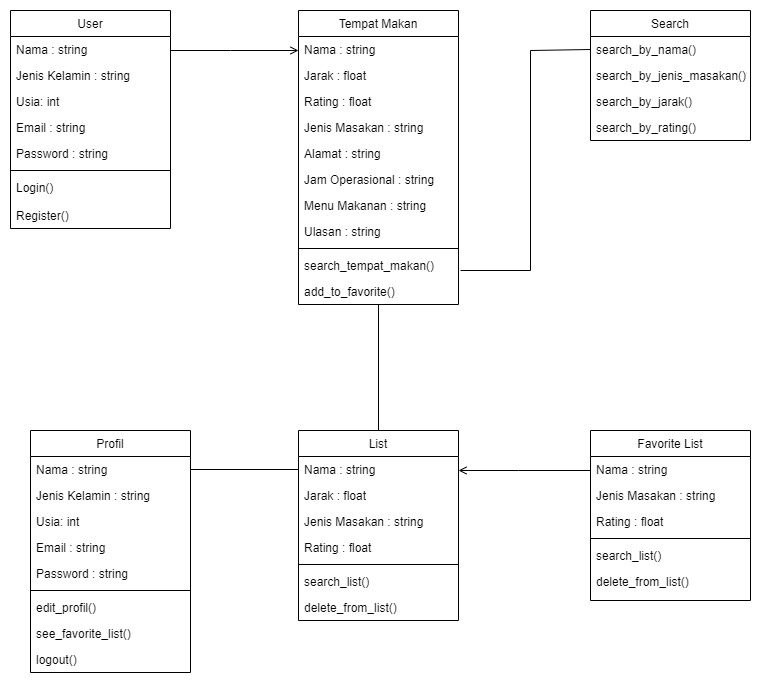 User
Nama : string
Jenis Kelamin : string
Usia: int
Email : string
Password : string
Login()
Register()
Tempat Makan
Nama : string
Jarak : float
Rating : float
Jenis Masakan : string
Alamat : string
Jam Operasional : string
Menu Makanan : string
Ulasan : string
search_tempat_makan()
add_to_favorite()
Search
search_by_nama()
search_by_jenis_masakan()
search_by_jarak()
search_by_rating()
Profil
Nama : string
Jenis Kelamin : string
Usia: int
Email : string
Password : string
edit_profil()
see_favorite_list()
logout()
List
Nama : string
Jarak : float
Jenis Masakan : string
Rating : float
search_list()
delete_from_list()
Favorite List
Nama : string
Jenis Masakan : string
Rating : float
search_list()
delete_from_list()